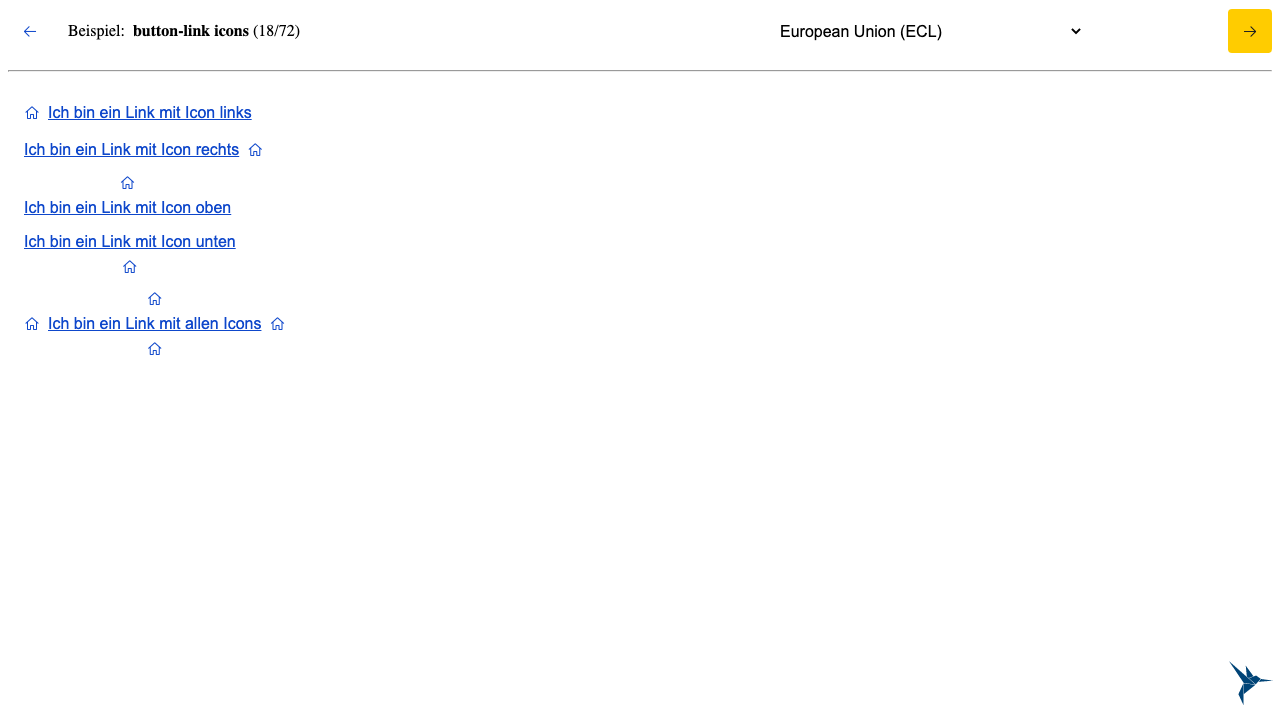 Beispiel: button-link icons (18/72)
European Union (ECL)
Ich bin ein Link mit Icon links
Ich bin ein Link mit Icon rechts
Ich bin ein Link mit Icon oben
Ich bin ein Link mit Icon unten
Ich bin ein Link mit allen Icons